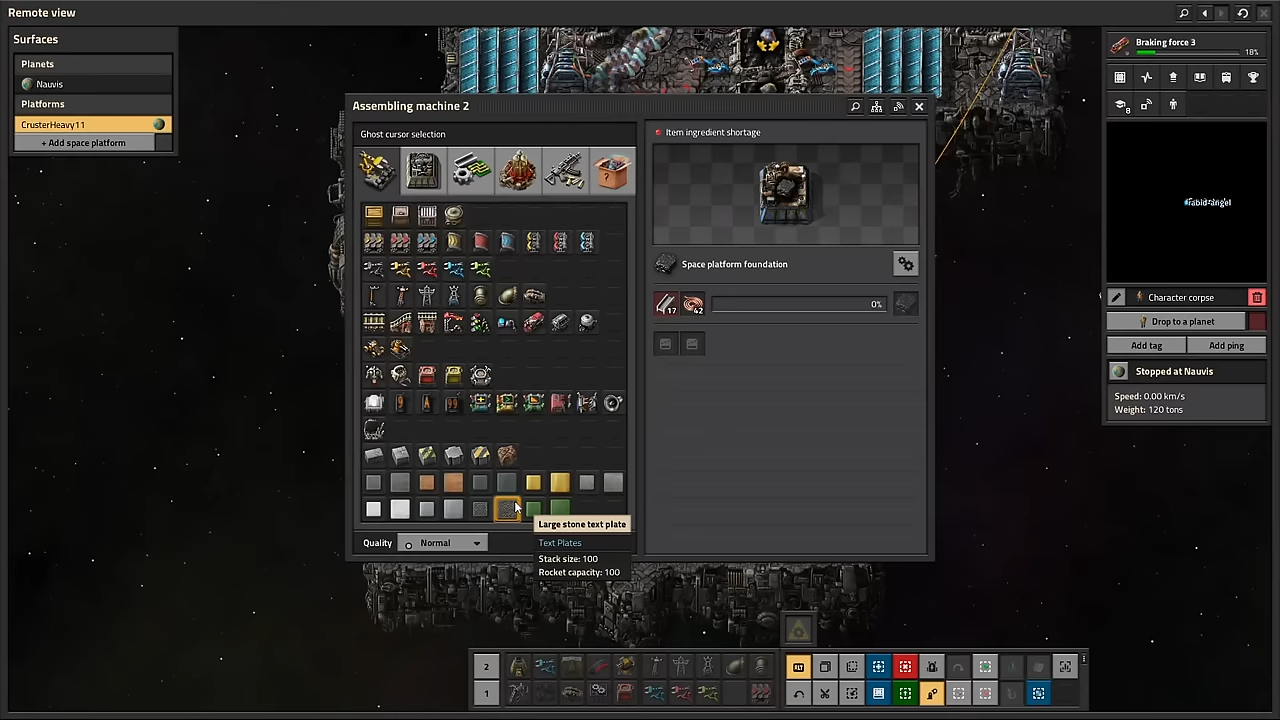 Remote view
Surfaces
Planets
Nauvis
Platforms
CrusterHeavy11
+ Add space platform
Assembling machine 2
Ghost cursor selection
?
Quality
Normal
Large stone text plate
Text Plates
Stack size: 100
Rocket capacity: 100
Item ingredient shortage
Space platform foundation
17
42
0%
Braking force 3
18%
8
Character corpse
Drop to a planet
Add tag
Add ping
Stopped at Nauvis
Speed: 0.00 km/s
Weight: 120 tons
2
ALT
1